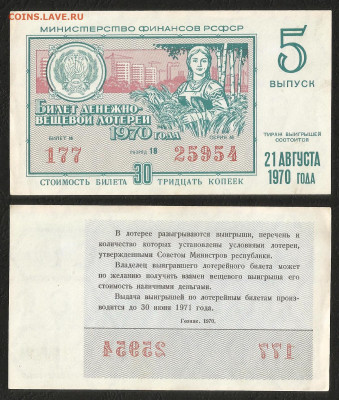 COINS.LAVE.RU
МИНИСТЕРСТВО ФИНАНСОВ РСФСР
5
ВЫПУСК
БИЛЕТ ДЕНЕЖНО-
ВЕЩЕВОЙ ЛОТЕРЕИ
1970 ГОДА
БИЛЕТ № СЕРИЯ №
177 РАЗРЯД 18 25954
ТИРАЖ ВЫИГРЫШЕЙ
СОСТОИТСЯ
21 АВГУСТА
1970 ГОДА
СТОИМОСТЬ БИЛЕТА 30 ТРИДЦАТЬ КОПЕЕК
В лотерее разыгрываются выигрыши, перечень и
количество которых установлены условиями лотереи,
утвержденными Советом Министров республики.
Владелец выигравшего лотерейного билета может
по желанию получить взамен вещевого выигрыша его
стоимость наличными деньгами.
Выдача выигрышей по лотерейным билетам произ-
водится до 30 июня 1971 года.
Гознак. 1970.
25954 177